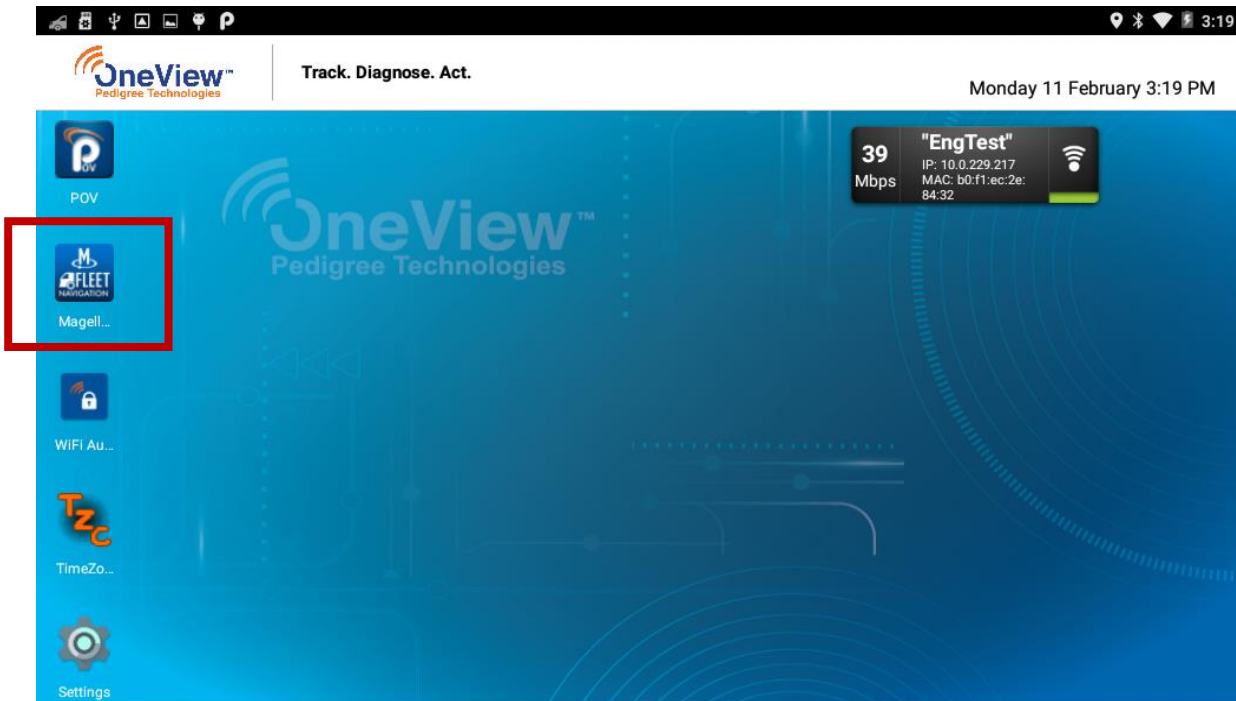 3:19
OneView™
Pedigree Technologies
Track. Diagnose. Act.
Monday 11 February 3:19 PM
POV
POV
M
FLEET
NAVIGATION
Magell...
WiFi Au...
TZC
TimeZo...
Settings
OneView™
Pedigree Technologies
39
Mbps
"EngTest"
IP: 10.0.229.217
MAC: b0:f1:ec:2e:
84:32